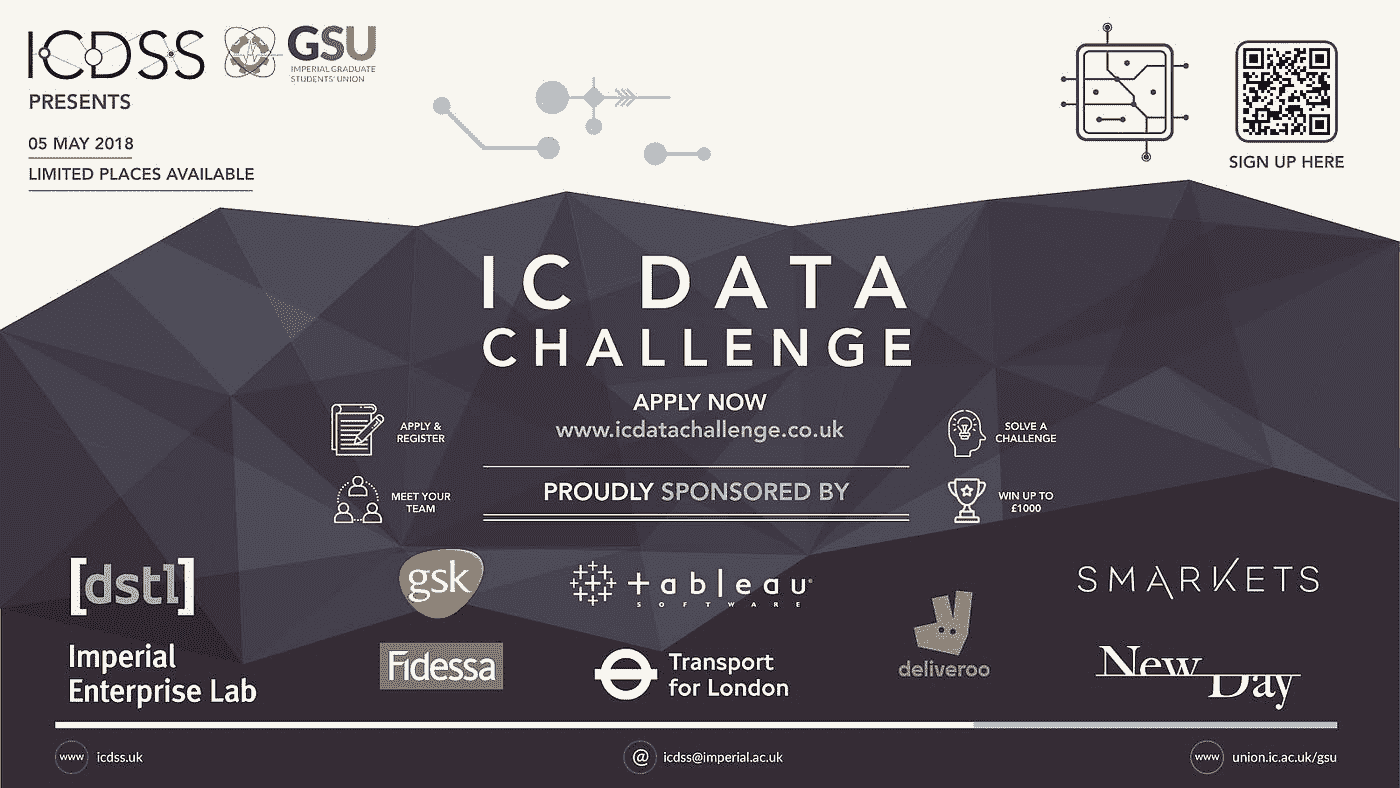 ICDSS
GSU
IMPERIAL GRADUATE
STUDENTS' UNION
PRESENTS
05 MAY 2018
LIMITED PLACES AVAILABLE
SIGN UP HERE
IC DATA
CHALLENGE
APPLY NOW
www.icdatachallenge.co.uk
APPLY &
REGISTER
MEET YOUR
TEAM
SOLVE A
CHALLENGE
WIN UP TO
£1000
PROUDLY SPONSORED BY
[dstl]
gsk
tableau
SOFTWARE
SMARKETS
deliveroo
Imperial
Enterprise Lab
Fidessa
Transport
for London
New
Day
www icdss.uk
@ icdss@imperial.ac.uk
www union.ic.ac.uk/gsu